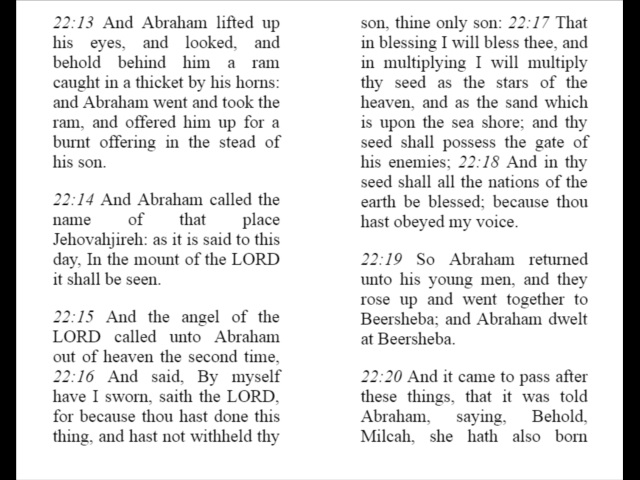 22:13 And Abraham lifted up
his eyes, and looked, and
behold behind him a ram
caught in a thicket by his horns:
and Abraham went and took the
ram, and offered him up for a
burnt offering in the stead of
his son.
22:14 And Abraham called the
name of that place
Jehovahjireh: as it is said to this
day, In the mount of the LORD
it shall be seen.
22:15 And the angel of the
LORD called unto Abraham
out of heaven the second time,
22:16 And said, By myself
have I sworn, saith the LORD,
for because thou hast done this
thing, and hast not withheld thy
son, thine only son: 22:17 That
in blessing I will bless thee, and
in multiplying I will multiply
thy seed as the stars of the
heaven, and as the sand which
is upon the sea shore; and thy
seed shall possess the gate of
his enemies; 22:18 And in thy
seed shall all the nations of the
earth be blessed; because thou
hast obeyed my voice.
22:19 So Abraham returned
unto his young men, and they
rose up and went together to
Beersheba; and Abraham dwelt
at Beersheba.
22:20 And it came to pass after
these things, that it was told
Abraham, saying, Behold,
Milcah, she hath also born